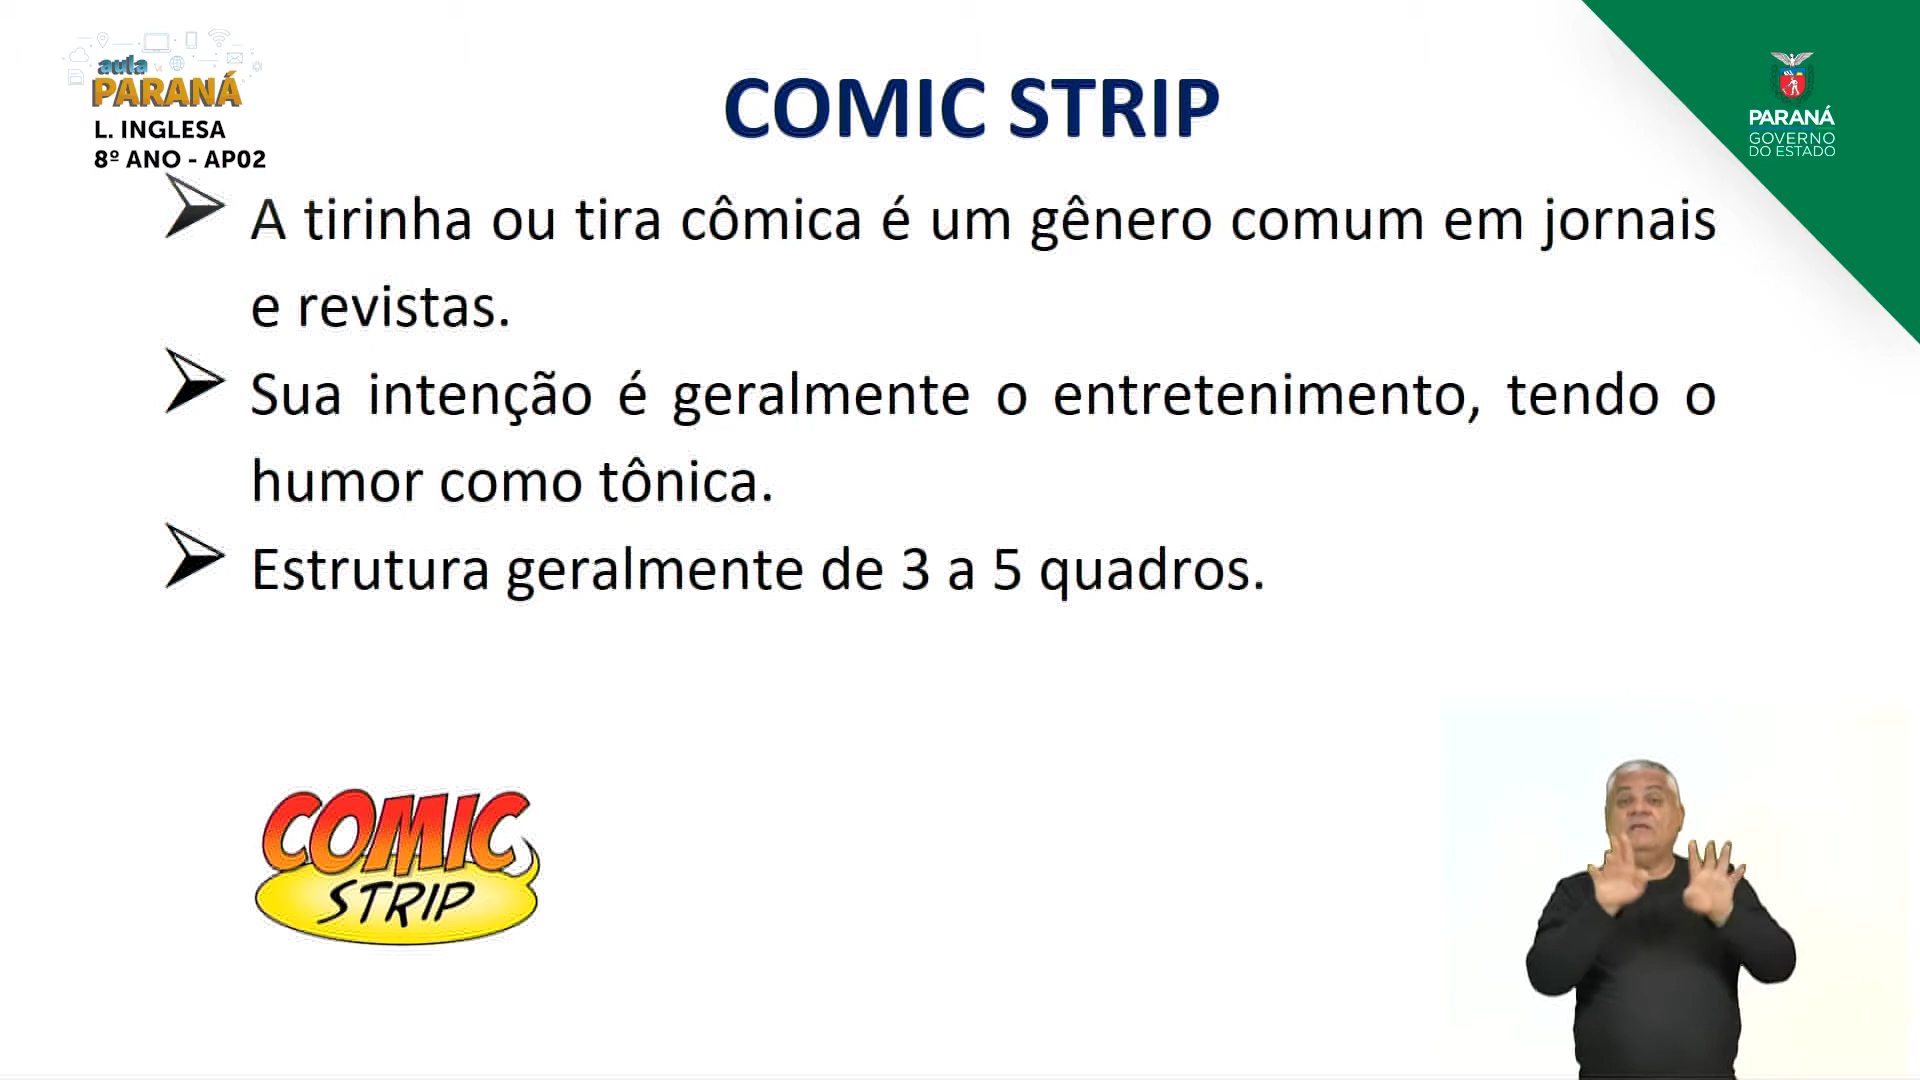 aula
PARANÁ
L. INGLESA
8º ANO - AP02
COMIC STRIP
PARANÁ
GOVERNO
DO ESTADO
A tirinha ou tira cômica é um gênero comum em jornais
e revistas.
Sua intenção é geralmente o entretenimento, tendo o
humor como tônica.
Estrutura geralmente de 3 a 5 quadros.
COMIC
STRIP